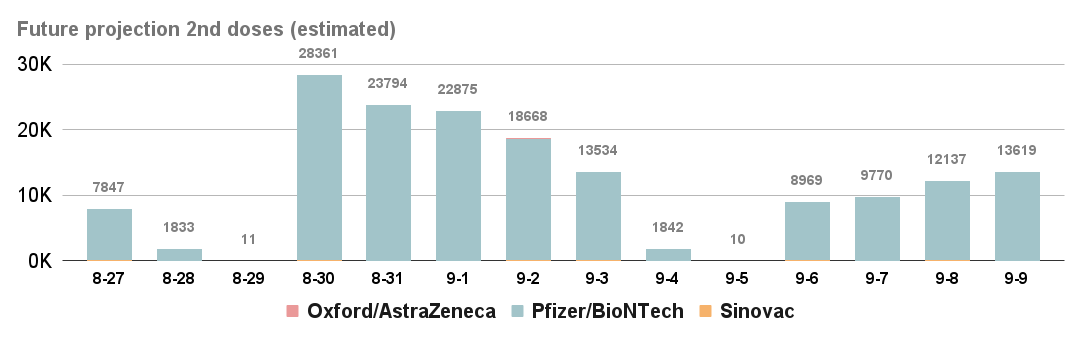 Future projection 2nd doses (estimated)
30K
20K
10K
0K
7847
1833
11
28361
23794
22875
18668
13534
1842
10
8969
9770
12137
13619
8-27 8-28 8-29 8-30 8-31 9-1 9-2 9-3 9-4 9-5 9-6 9-7 9-8 9-9
Oxford/AstraZeneca Pfizer/BioNTech Sinovac